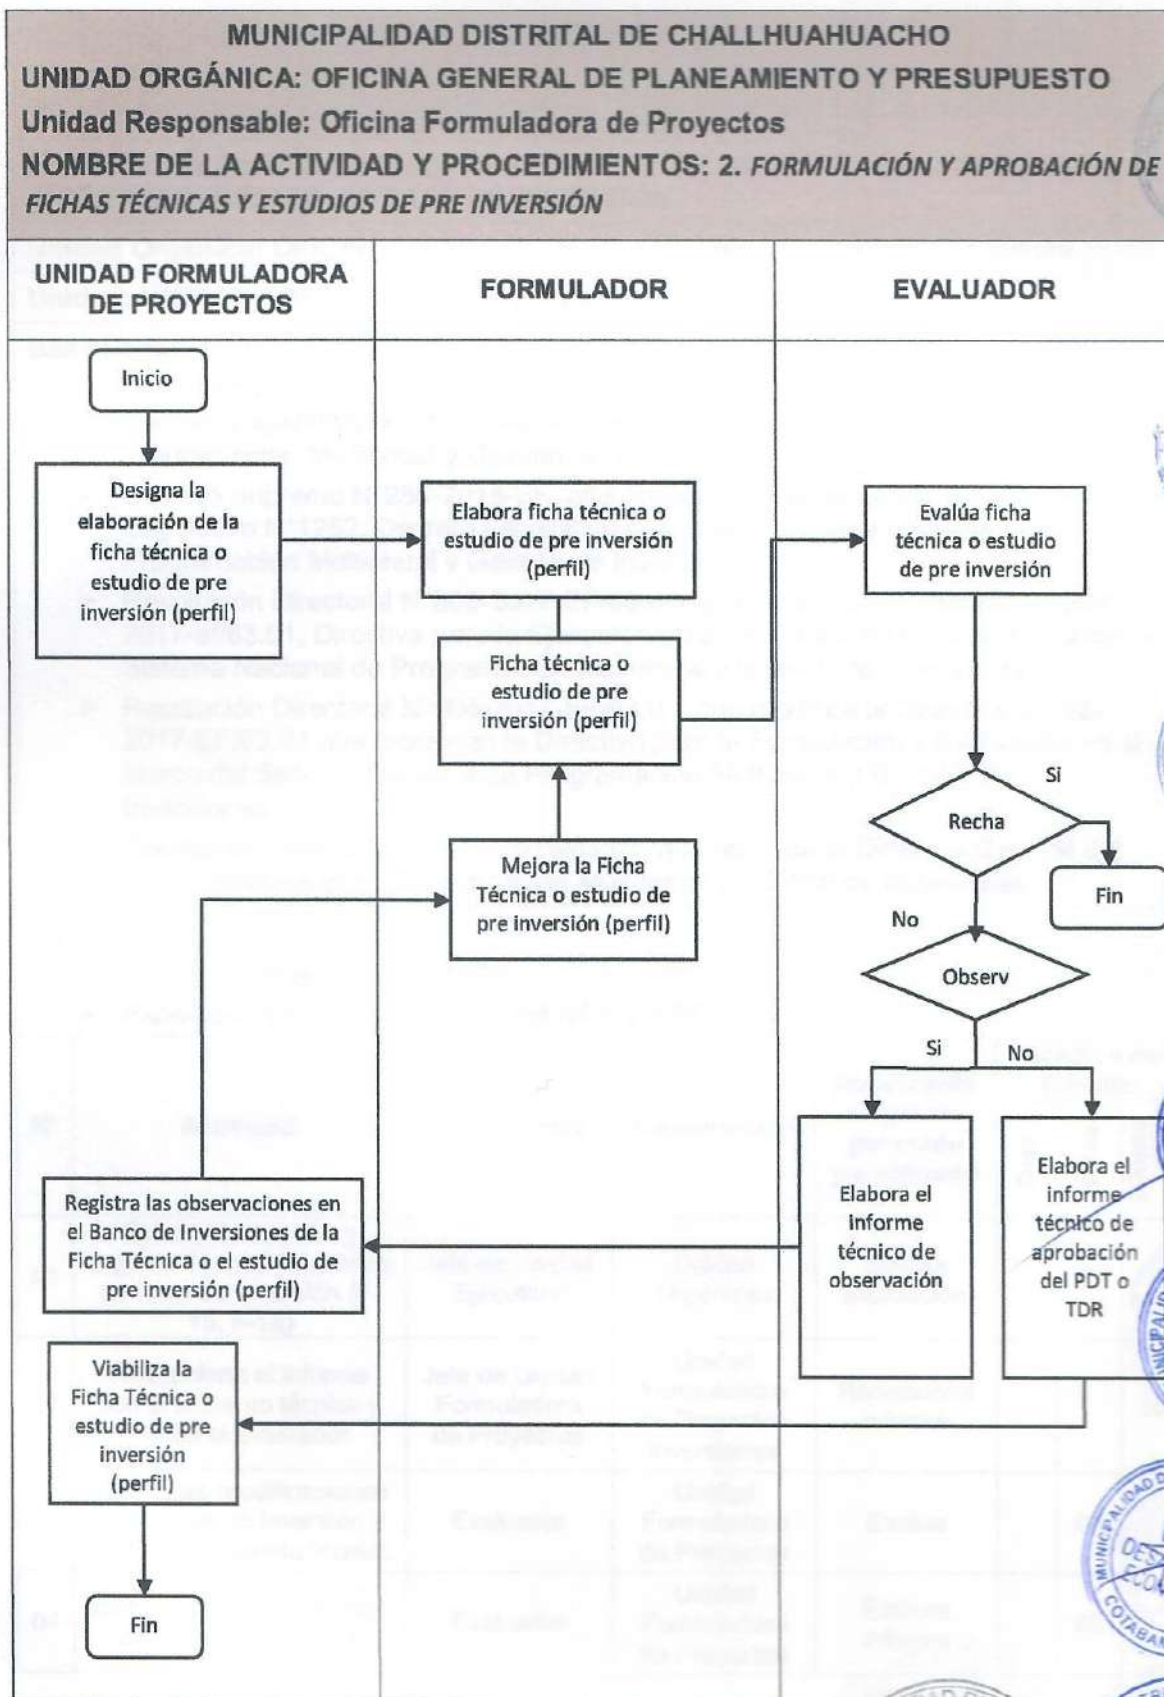 MUNICIPALIDAD DISTRITAL DE CHALLHUAHUACHO
UNIDAD ORGÁNICA: OFICINA GENERAL DE PLANEAMIENTO Y PRESUPUESTO
Unidad Responsable: Oficina Formuladora de Proyectos
NOMBRE DE LA ACTIVIDAD Y PROCEDIMIENTOS: 2. FORMULACIÓN Y APROBACIÓN DE
FICHAS TÉCNICAS Y ESTUDIOS DE PRE INVERSIÓN
UNIDAD FORMULADORA
DE PROYECTOS
FORMULADOR
EVALUADOR
Inicio
Designa la
elaboración de la
ficha técnica o
estudio de pre
inversión (perfil)
Elabora ficha técnica o
estudio de pre inversión
(perfil)
Evalúa ficha
técnica o estudio
de pre inversión
Ficha técnica o
estudio de pre
inversión (perfil)
Si
Recha
Mejora la Ficha
Técnica o estudio de
pre inversión (perfil)
Fin
No
Observ
Si
No
Registra las observaciones en
el Banco de Inversiones de la
Ficha Técnica o el estudio de
pre inversión (perfil)
Elabora el
informe
técnico de
observación
Elabora el
informe
técnico de
aprobación
del PDT o
TDR
Viabiliza la
Ficha Técnica o
estudio de pre
inversión
(perfil)
Fin